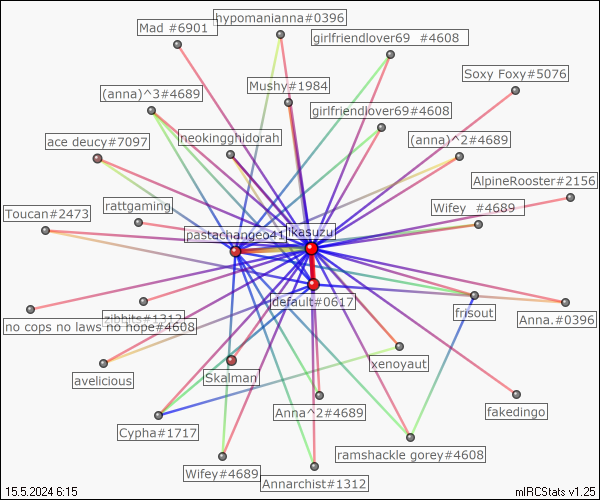 hypomanianna#0396
Mad #6901
girlfriendlover69 #4608
Soxy Foxy#5076
Mushy#1984
(anna)^3#4689
girlfriendlover69#4608
ace deucy#7097
neokingghidorah
(anna)^2#4689
AlpineRooster#2156
rattgaming
Wifey #4689
Toucan#2473
pastachangeo41
ikasuzu
default#0617
zibbits#1312
no cops no laws no hope#4608
frisout
Anna.#0396
xenoyaut
avelicious
Skalman
Anna^2#4689
fakedingo
Cypha#1717
ramshackle gorey#4608
Wifey#4689
Annarchist#1312
15.5.2024 6:15
mIRCStats v1.25